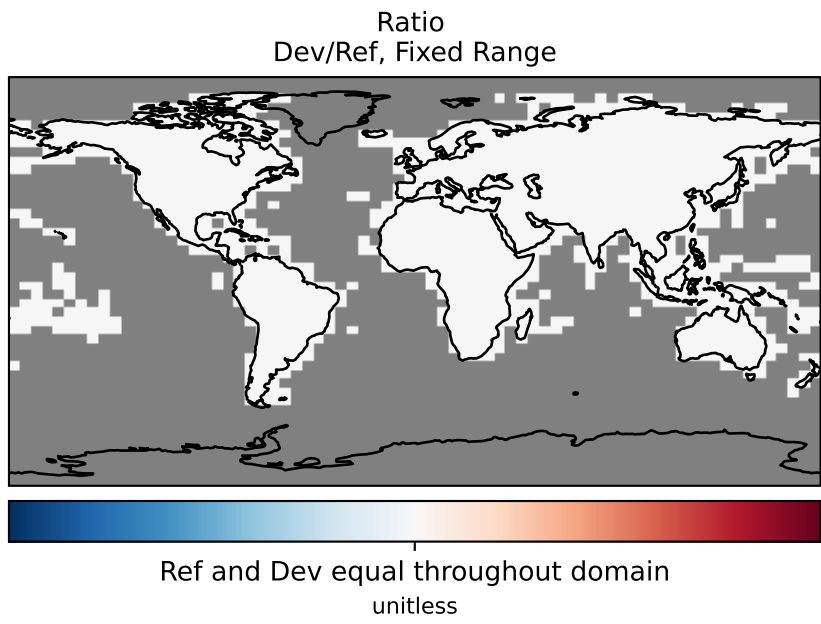 Ratio
Dev/Ref, Fixed Range
Ref and Dev equal throughout domain
unitless